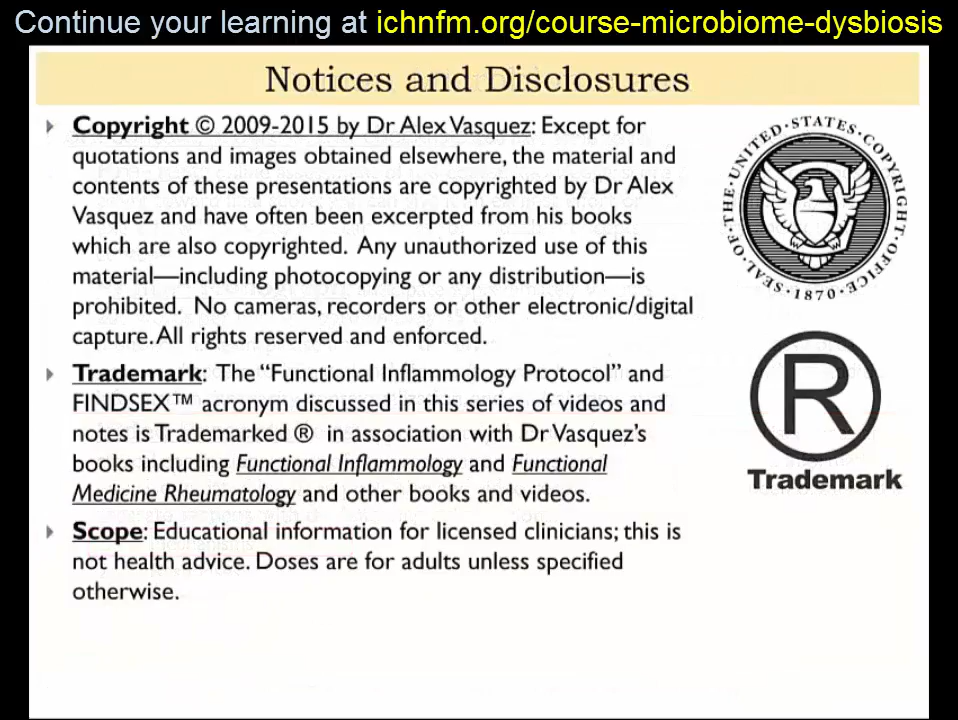 Continue your learning at ichnfm.org/course-microbiome-dysbiosis
Notices and Disclosures
Copyright © 2009-2015 by Dr Alex Vasquez: Except for
quotations and images obtained elsewhere, the material and
contents of these presentations are copyrighted by Dr Alex
Vasquez and have often been excerpted from his books
which are also copyrighted. Any unauthorized use of this
material—including photocopying or any distribution—is
prohibited. No cameras, recorders or other electronic/digital
capture. All rights reserved and enforced.
Trademark: The “Functional Inflammology Protocol” and
FINDSEX™ acronym discussed in this series of videos and
notes is Trademarked ® in association with Dr Vasquez’s
books including Functional Inflammology and Functional
Medicine Rheumatology and other books and videos.
Scope: Educational information for licensed clinicians; this is
not health advice. Doses are for adults unless specified
otherwise.
SEAL·OF·THE·UNITED·STATES·COPYRIGHT·OFFICE·1870·
®
Trademark